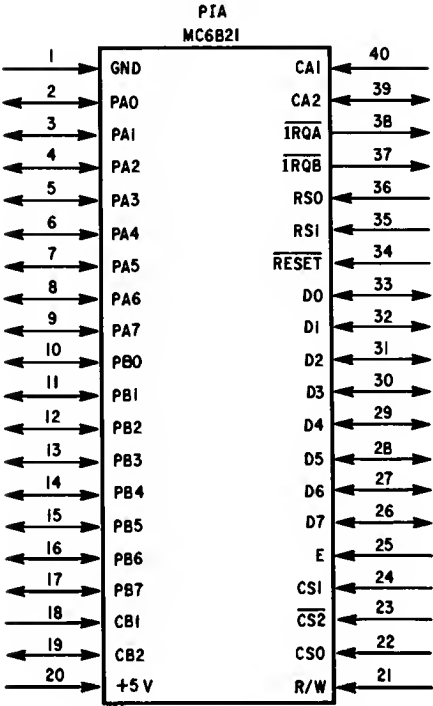 PIA
MC6821
1 GND CA1 40
2 PA0 CA2 39
3 PA1 IRQA 38
4 PA2 IRQB 37
5 PA3 RS0 36
6 PA4 RS1 35
7 PA5 RESET 34
8 PA6 D0 33
9 PA7 D1 32
10 PB0 D2 31
11 PB1 D3 30
12 PB2 D4 29
13 PB3 D5 28
14 PB4 D6 27
15 PB5 D7 26
16 PB6 E 25
17 PB7 CS1 24
18 CB1 CS2 23
19 CB2 CS0 22
20 +5V R/W 21